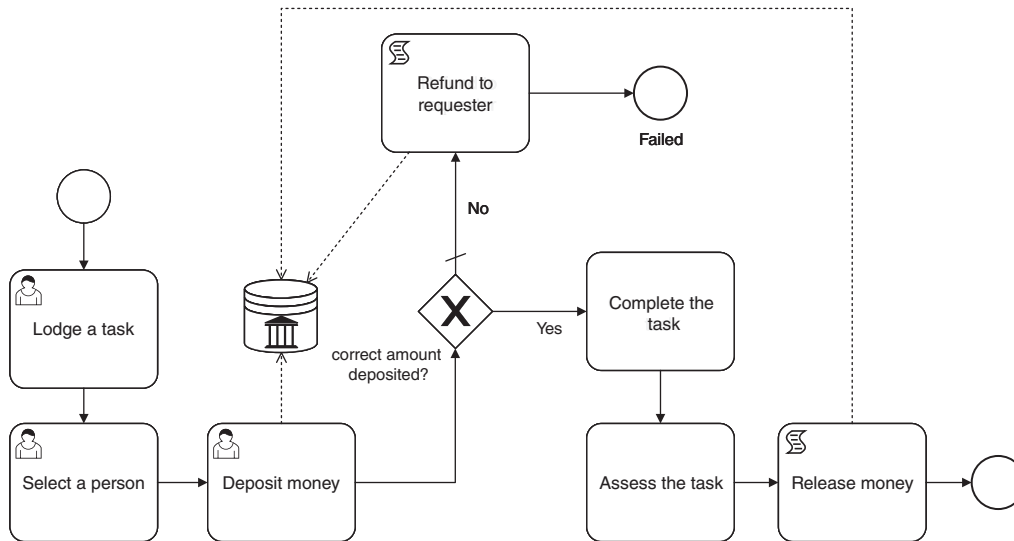 Refund to
requester
Failed
No
Lodge a task
Complete the
task
Yes
correct amount
deposited?
Select a person
Deposit money
Assess the task
Release money